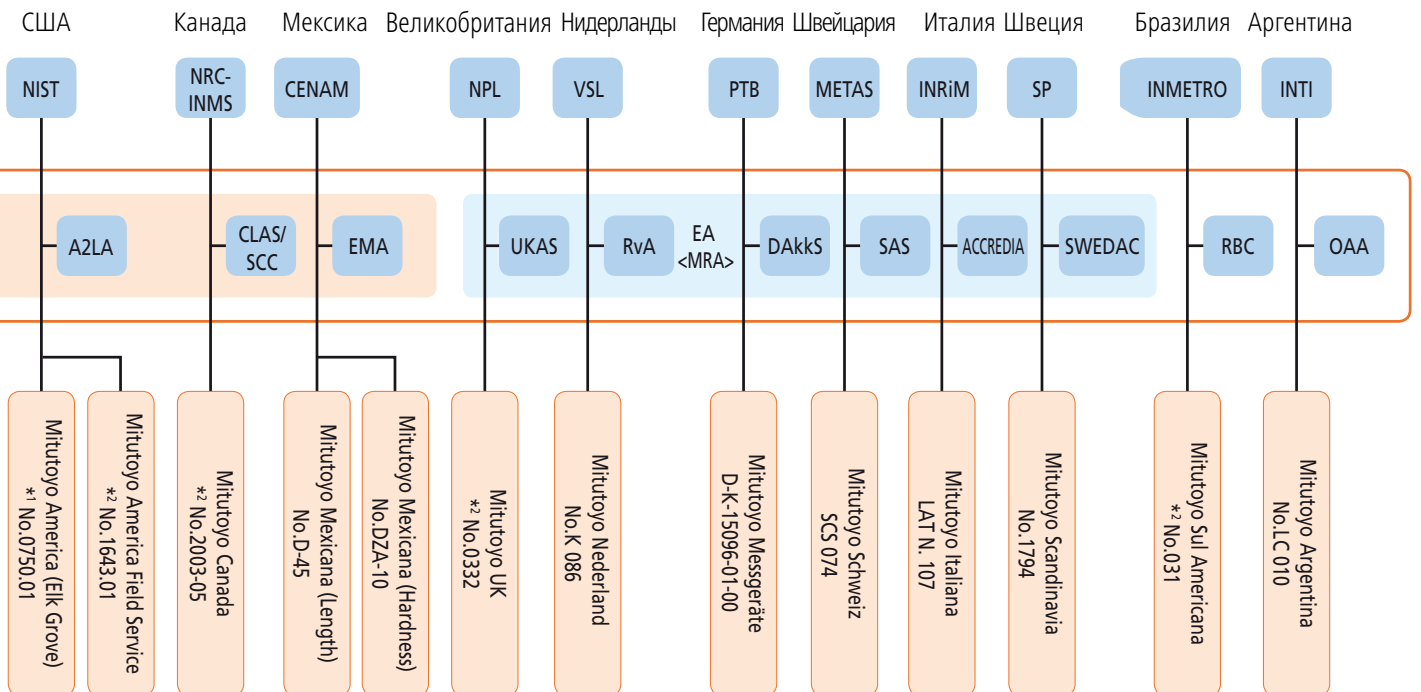 США Канада Мексика Великобритания Нидерланды Германия Швейцария Италия Швеция Бразилия Аргентина
NIST
NRC-
INMS
CENAM
NPL
VSL
PTB
METAS
INRiM
SP
INMETRO
INTI
A2LA
CLAS/
SCC
EMA
UKAS
RvA
EA
<MRA>
DAkkS
SAS
ACCREDIA
SWEDAC
RBC
OAA
Mitutoyo America (Elk Grove)
*1 No.0750.01
Mitutoyo America Field Service
*2 No.1643.01
Mitutoyo Canada
*2 No.2003-05
Mitutoyo Mexicana (Length)
No.D-45
Mitutoyo Mexicana (Hardness)
No.DZA-10
Mitutoyo UK
*2 No.0332
Mitutoyo Nederland
No.K 086
Mitutoyo Messgeräte
D-K-15096-01-00
Mitutoyo Schweiz
SCS 074
Mitutoyo Italiana
LAT N. 107
Mitutoyo Scandinavia
No.1794
Mitutoyo Sul Americana
*2 No.031
Mitutoyo Argentina
No.LC 010